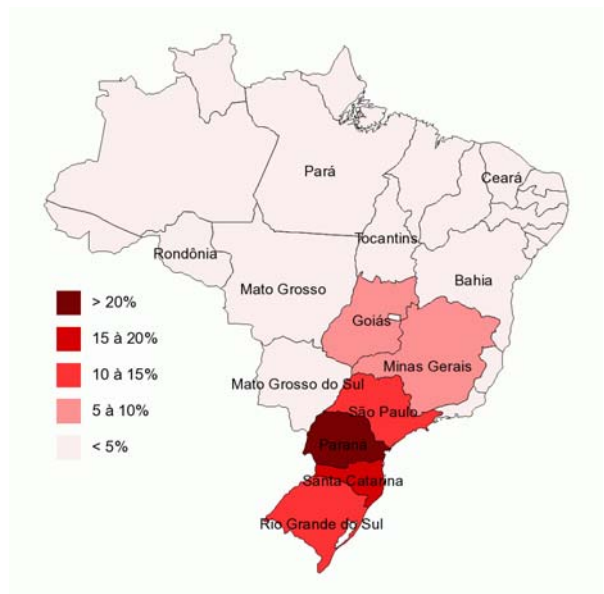 Ceará
Pará
Tocantins
Rondônia
Bahia
Mato Grosso
> 20%
Goiás
15 à 20%
Minas Gerais
10 à 15%
Mato Grosso do Sul
5 à 10%
São Paulo
< 5%
Paraná
Santa Catarina
Rio Grande do Sul